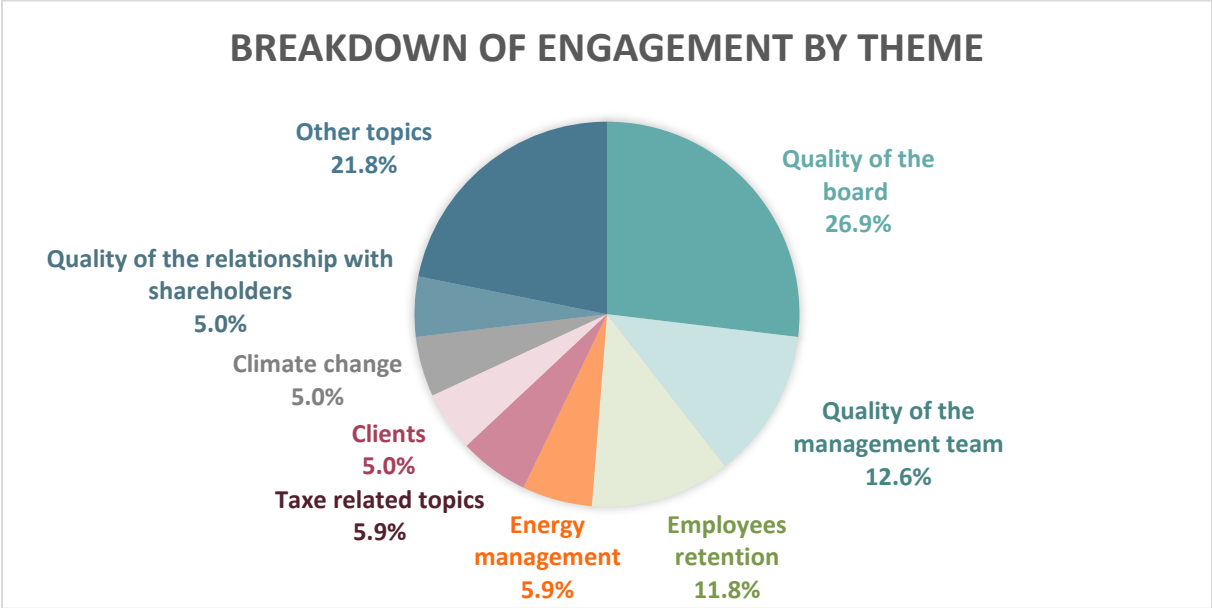 BREAKDOWN OF ENGAGEMENT BY THEME
Quality of the
board
26.9%
Quality of the
management team
12.6%
Employees
retention
11.8%
Energy
management
5.9%
Taxe related topics
5.9%
Clients
5.0%
Climate change
5.0%
Quality of the relationship with
shareholders
5.0%
Other topics
21.8%